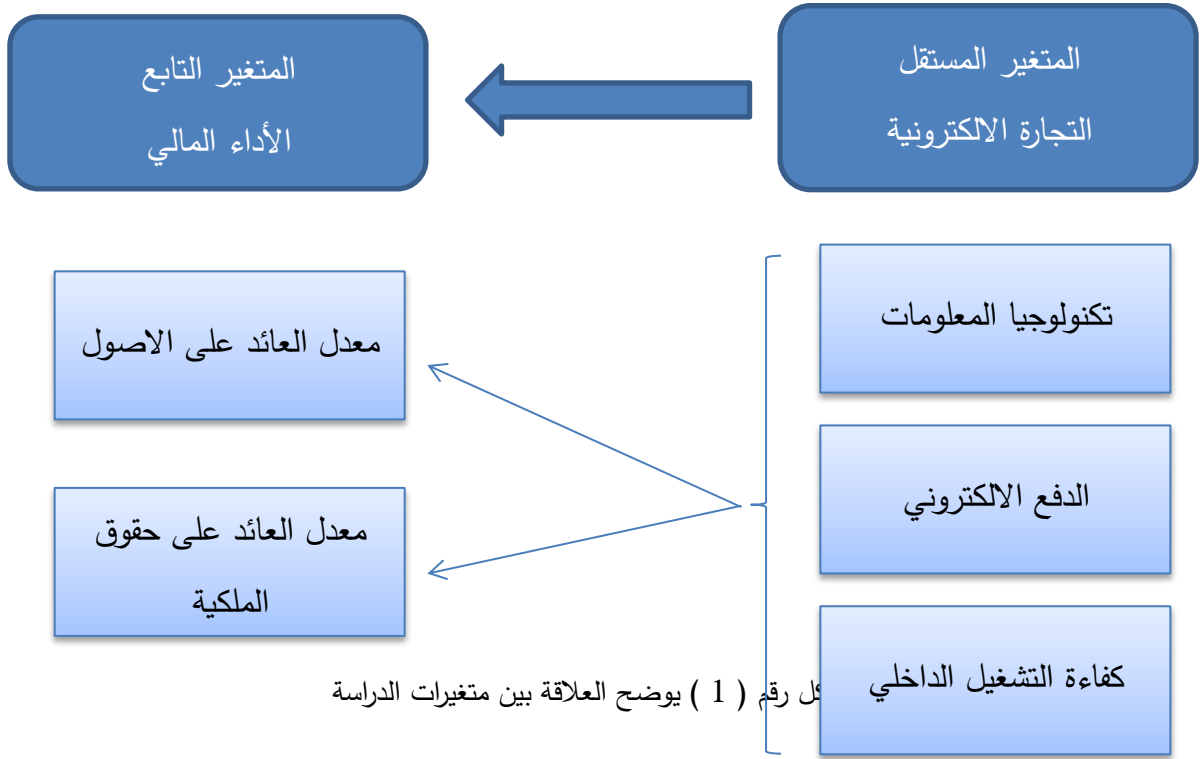 المتغير المستقل
التجارة الالكترونية
المتغير التابع
الأداء المالي
تكنولوجيا المعلومات
الدفع الالكتروني
كفاءة التشغيل الداخلي
معدل العائد على الاصول
معدل العائد على حقوق
الملكية
رقم ( 1 ) يوضح العلاقة بين متغيرات الدراسة